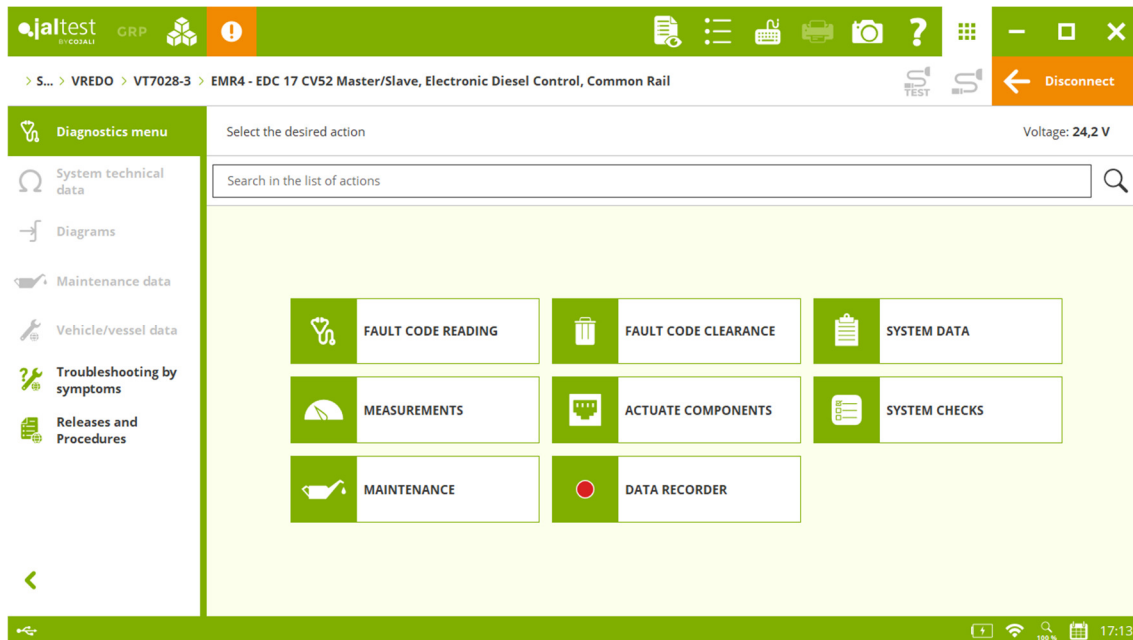 jaltest
BY COJALI
GRP
?
> S... > VREDO > VT7028-3 > EMR4 - EDC 17 CV52 Master/Slave, Electronic Diesel Control, Common Rail
TEST
Disconnect
Diagnostics menu
Select the desired action
Voltage: 24,2 V
System technical
data
Search in the list of actions
Diagrams
Maintenance data
Vehicle/vessel data
Troubleshooting by
symptoms
Releases and
Procedures
FAULT CODE READING
FAULT CODE CLEARANCE
SYSTEM DATA
MEASUREMENTS
ACTUATE COMPONENTS
SYSTEM CHECKS
MAINTENANCE
DATA RECORDER
100 %
17:13